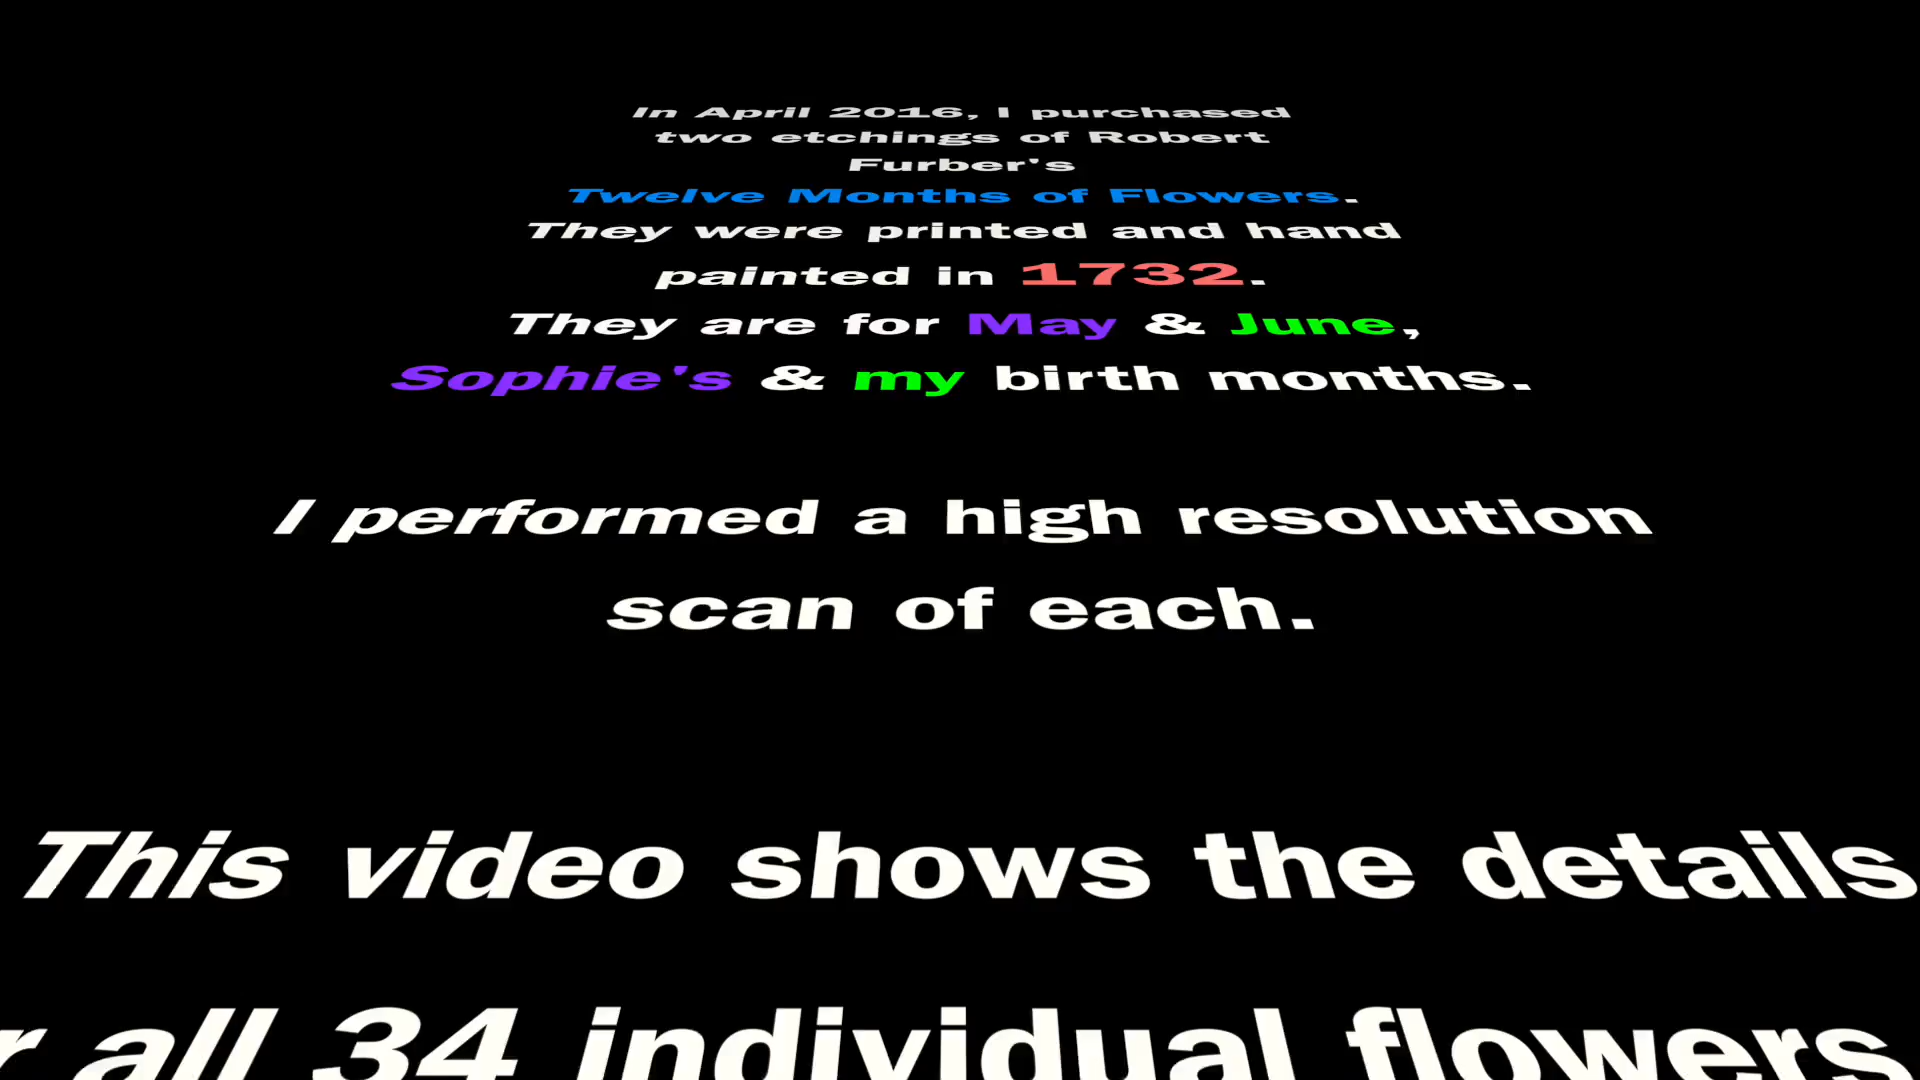 In April 2016, I purchased
two etchings of Robert
Furber's
Twelve Months of Flowers.
They were printed and hand
painted in 1732.
They are for May & June,
Sophie's & my birth months.
I performed a high resolution
scan of each.
This video shows the details
all 34 individual flowers